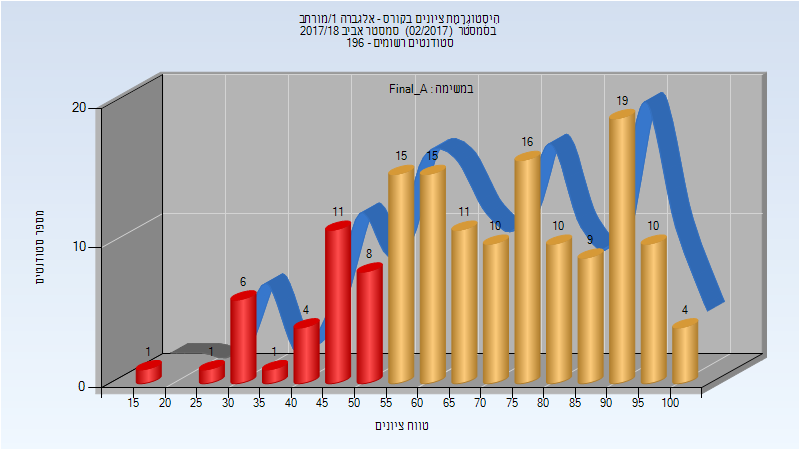 היסטוגרמת ציונים בקורס - אלגברה 1/מורחב
בסמסטר (02/2017) סמסטר אביב 2017/18
סטודנטים רשומים - 196
במשימה : Final_A
מספר סטודנטים
20
10
0
1
1
6
1
4
11
8
15
15
11
10
16
10
9
19
10
4
15 20 25 30 35 40 45 50 55 60 65 70 75 80 85 90 95 100
טווח ציונים